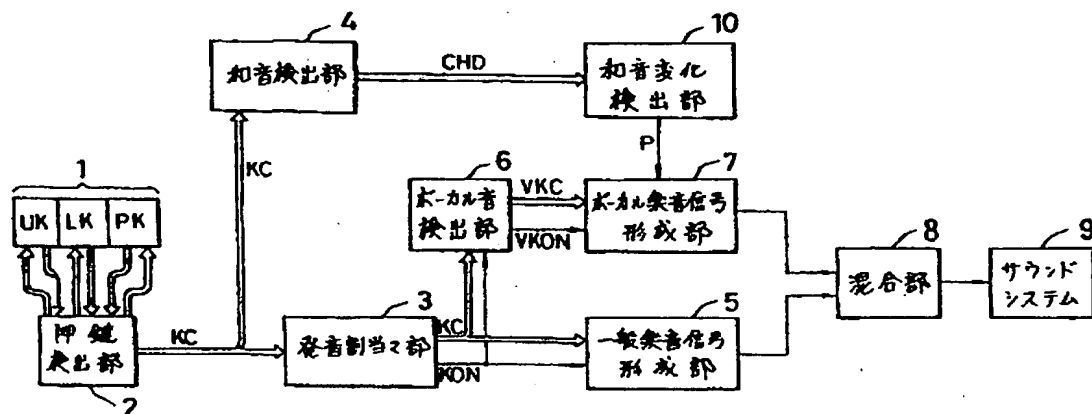 4
10
和音検出部
CHD
和音変化
検出部
P
KC
1
UK LK PK
6
ボーカル音
検出部
VKC
VKON
7
ボーカル楽音信号
形成部
8
混合部
9
サウンド
システム
押鍵
検出部
2
KC
3
発音割当て部
KC
KON
5
一般楽音信号
形成部